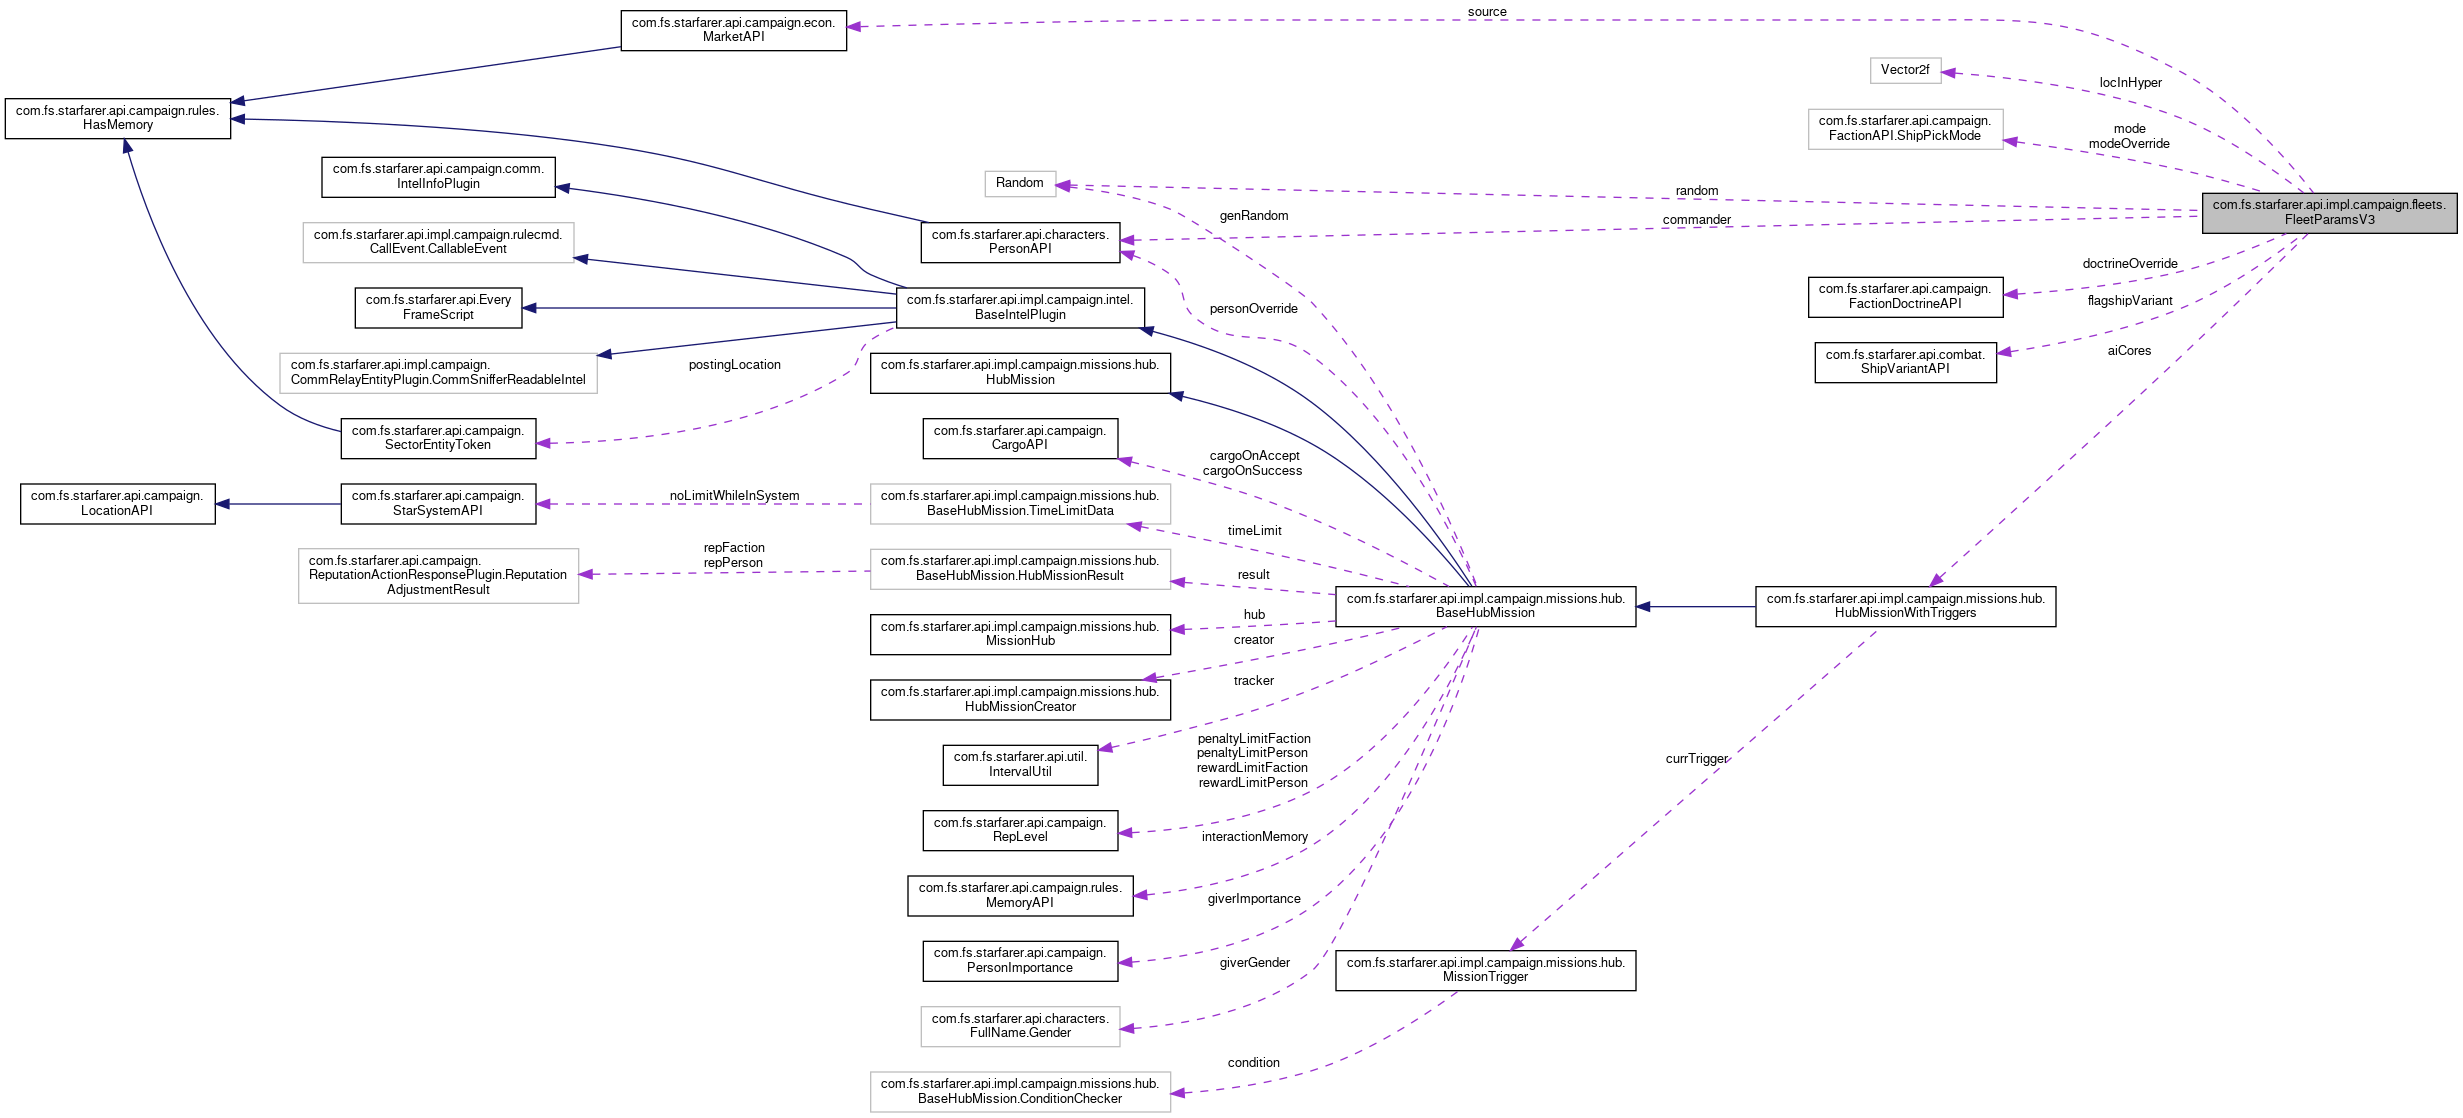 com.fs.starfarer.api.campaign.econ.
MarketAPI
source
Vector2f
locInHyper
com.fs.starfarer.api.campaign.rules.
HasMemory
com.fs.starfarer.api.campaign.
FactionAPI.ShipPickMode
mode
modeOverride
com.fs.starfarer.api.campaign.comm.
IntelInfoPlugin
Random
random
genRandom
com.fs.starfarer.api.impl.campaign.fleets.
FleetParamsV3
commander
com.fs.starfarer.api.impl.campaign.rulecmd.
CallEvent.CallableEvent
com.fs.starfarer.api.characters.
PersonAPI
doctrineOverride
com.fs.starfarer.api.campaign.
FactionDoctrineAPI
com.fs.starfarer.api.Every
FrameScript
com.fs.starfarer.api.impl.campaign.intel.
BaseIntelPlugin
personOverride
flagshipVariant
com.fs.starfarer.api.impl.campaign.
CommRelayEntityPlugin.CommSnifferReadableIntel
postingLocation
com.fs.starfarer.api.impl.campaign.missions.hub.
HubMission
com.fs.starfarer.api.combat.
ShipVariantAPI
aiCores
com.fs.starfarer.api.campaign.
SectorEntityToken
com.fs.starfarer.api.campaign.
CargoAPI
cargoOnAccept
cargoOnSuccess
com.fs.starfarer.api.campaign.
LocationAPI
com.fs.starfarer.api.campaign.
StarSystemAPI
noLimitWhileInSystem
com.fs.starfarer.api.impl.campaign.missions.hub.
BaseHubMission.TimeLimitData
timeLimit
com.fs.starfarer.api.campaign.
ReputationActionResponsePlugin.Reputation
AdjustmentResult
repFaction
repPerson
com.fs.starfarer.api.impl.campaign.missions.hub.
BaseHubMission.HubMissionResult
result
com.fs.starfarer.api.impl.campaign.missions.hub.
BaseHubMission
com.fs.starfarer.api.impl.campaign.missions.hub.
HubMissionWithTriggers
com.fs.starfarer.api.impl.campaign.missions.hub.
MissionHub
hub
creator
com.fs.starfarer.api.impl.campaign.missions.hub.
HubMissionCreator
tracker
com.fs.starfarer.api.util.
IntervalUtil
penaltyLimitFaction
penaltyLimitPerson
rewardLimitFaction
rewardLimitPerson
currTrigger
com.fs.starfarer.api.campaign.
RepLevel
interactionMemory
com.fs.starfarer.api.campaign.rules.
MemoryAPI
giverImportance
com.fs.starfarer.api.campaign.
PersonImportance
giverGender
com.fs.starfarer.api.impl.campaign.missions.hub.
MissionTrigger
com.fs.starfarer.api.characters.
FullName.Gender
condition
com.fs.starfarer.api.impl.campaign.missions.hub.
BaseHubMission.ConditionChecker